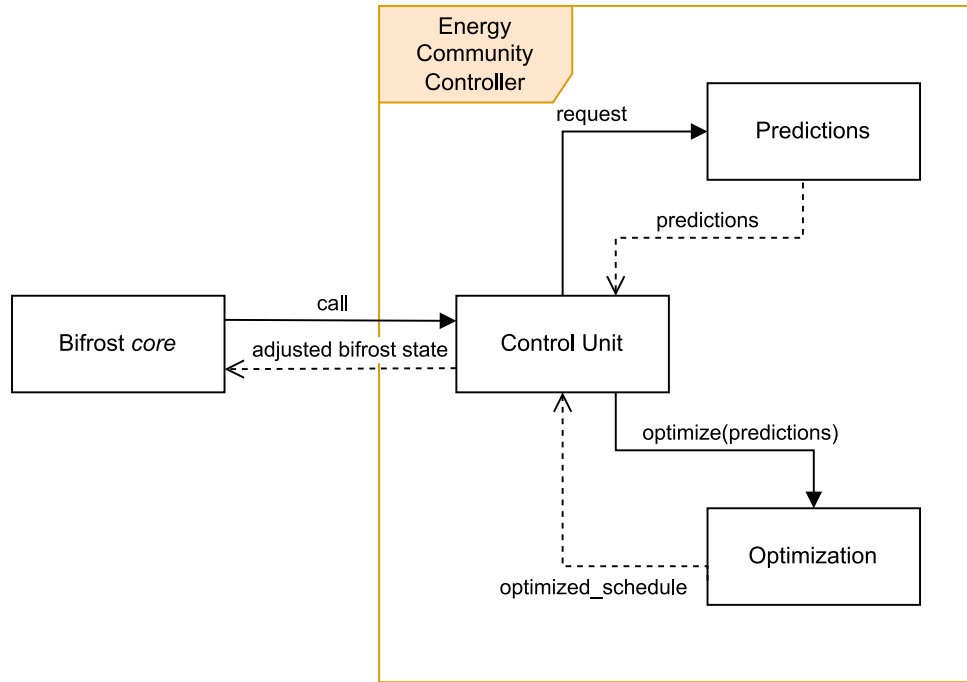 Energy
Community
Controller
request
Predictions
predictions
call
Bifrost core
adjusted bifrost state
Control Unit
optimize(predictions)
Optimization
optimized_schedule